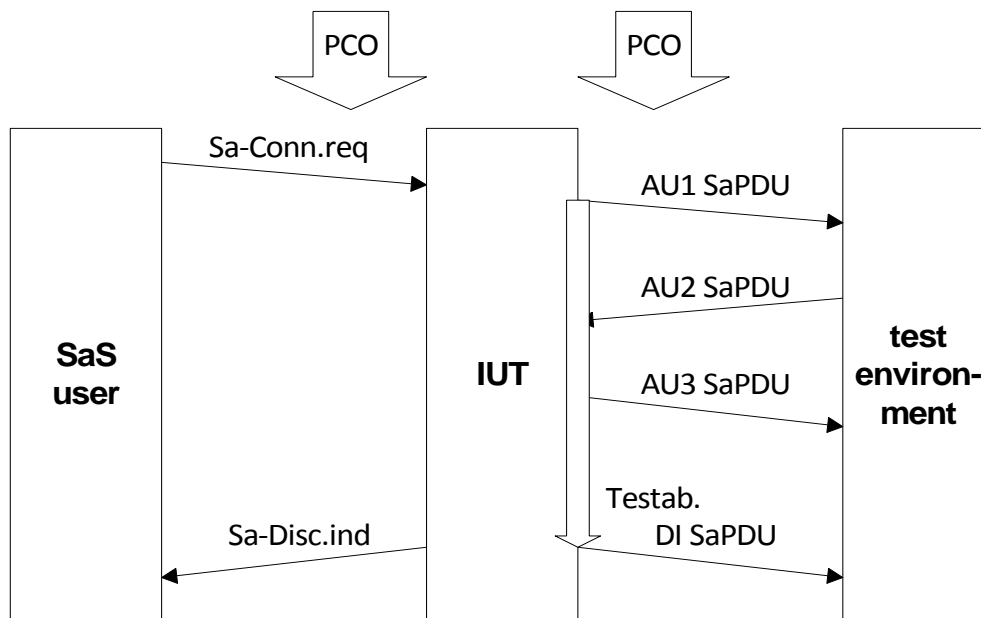 PCO
PCO
Sa-Conn.req
AU1 SaPDU
AU2 SaPDU
SaS
user
IUT
test
environ-
ment
AU3 SaPDU
Testab.
Sa-Disc.ind
DI SaPDU